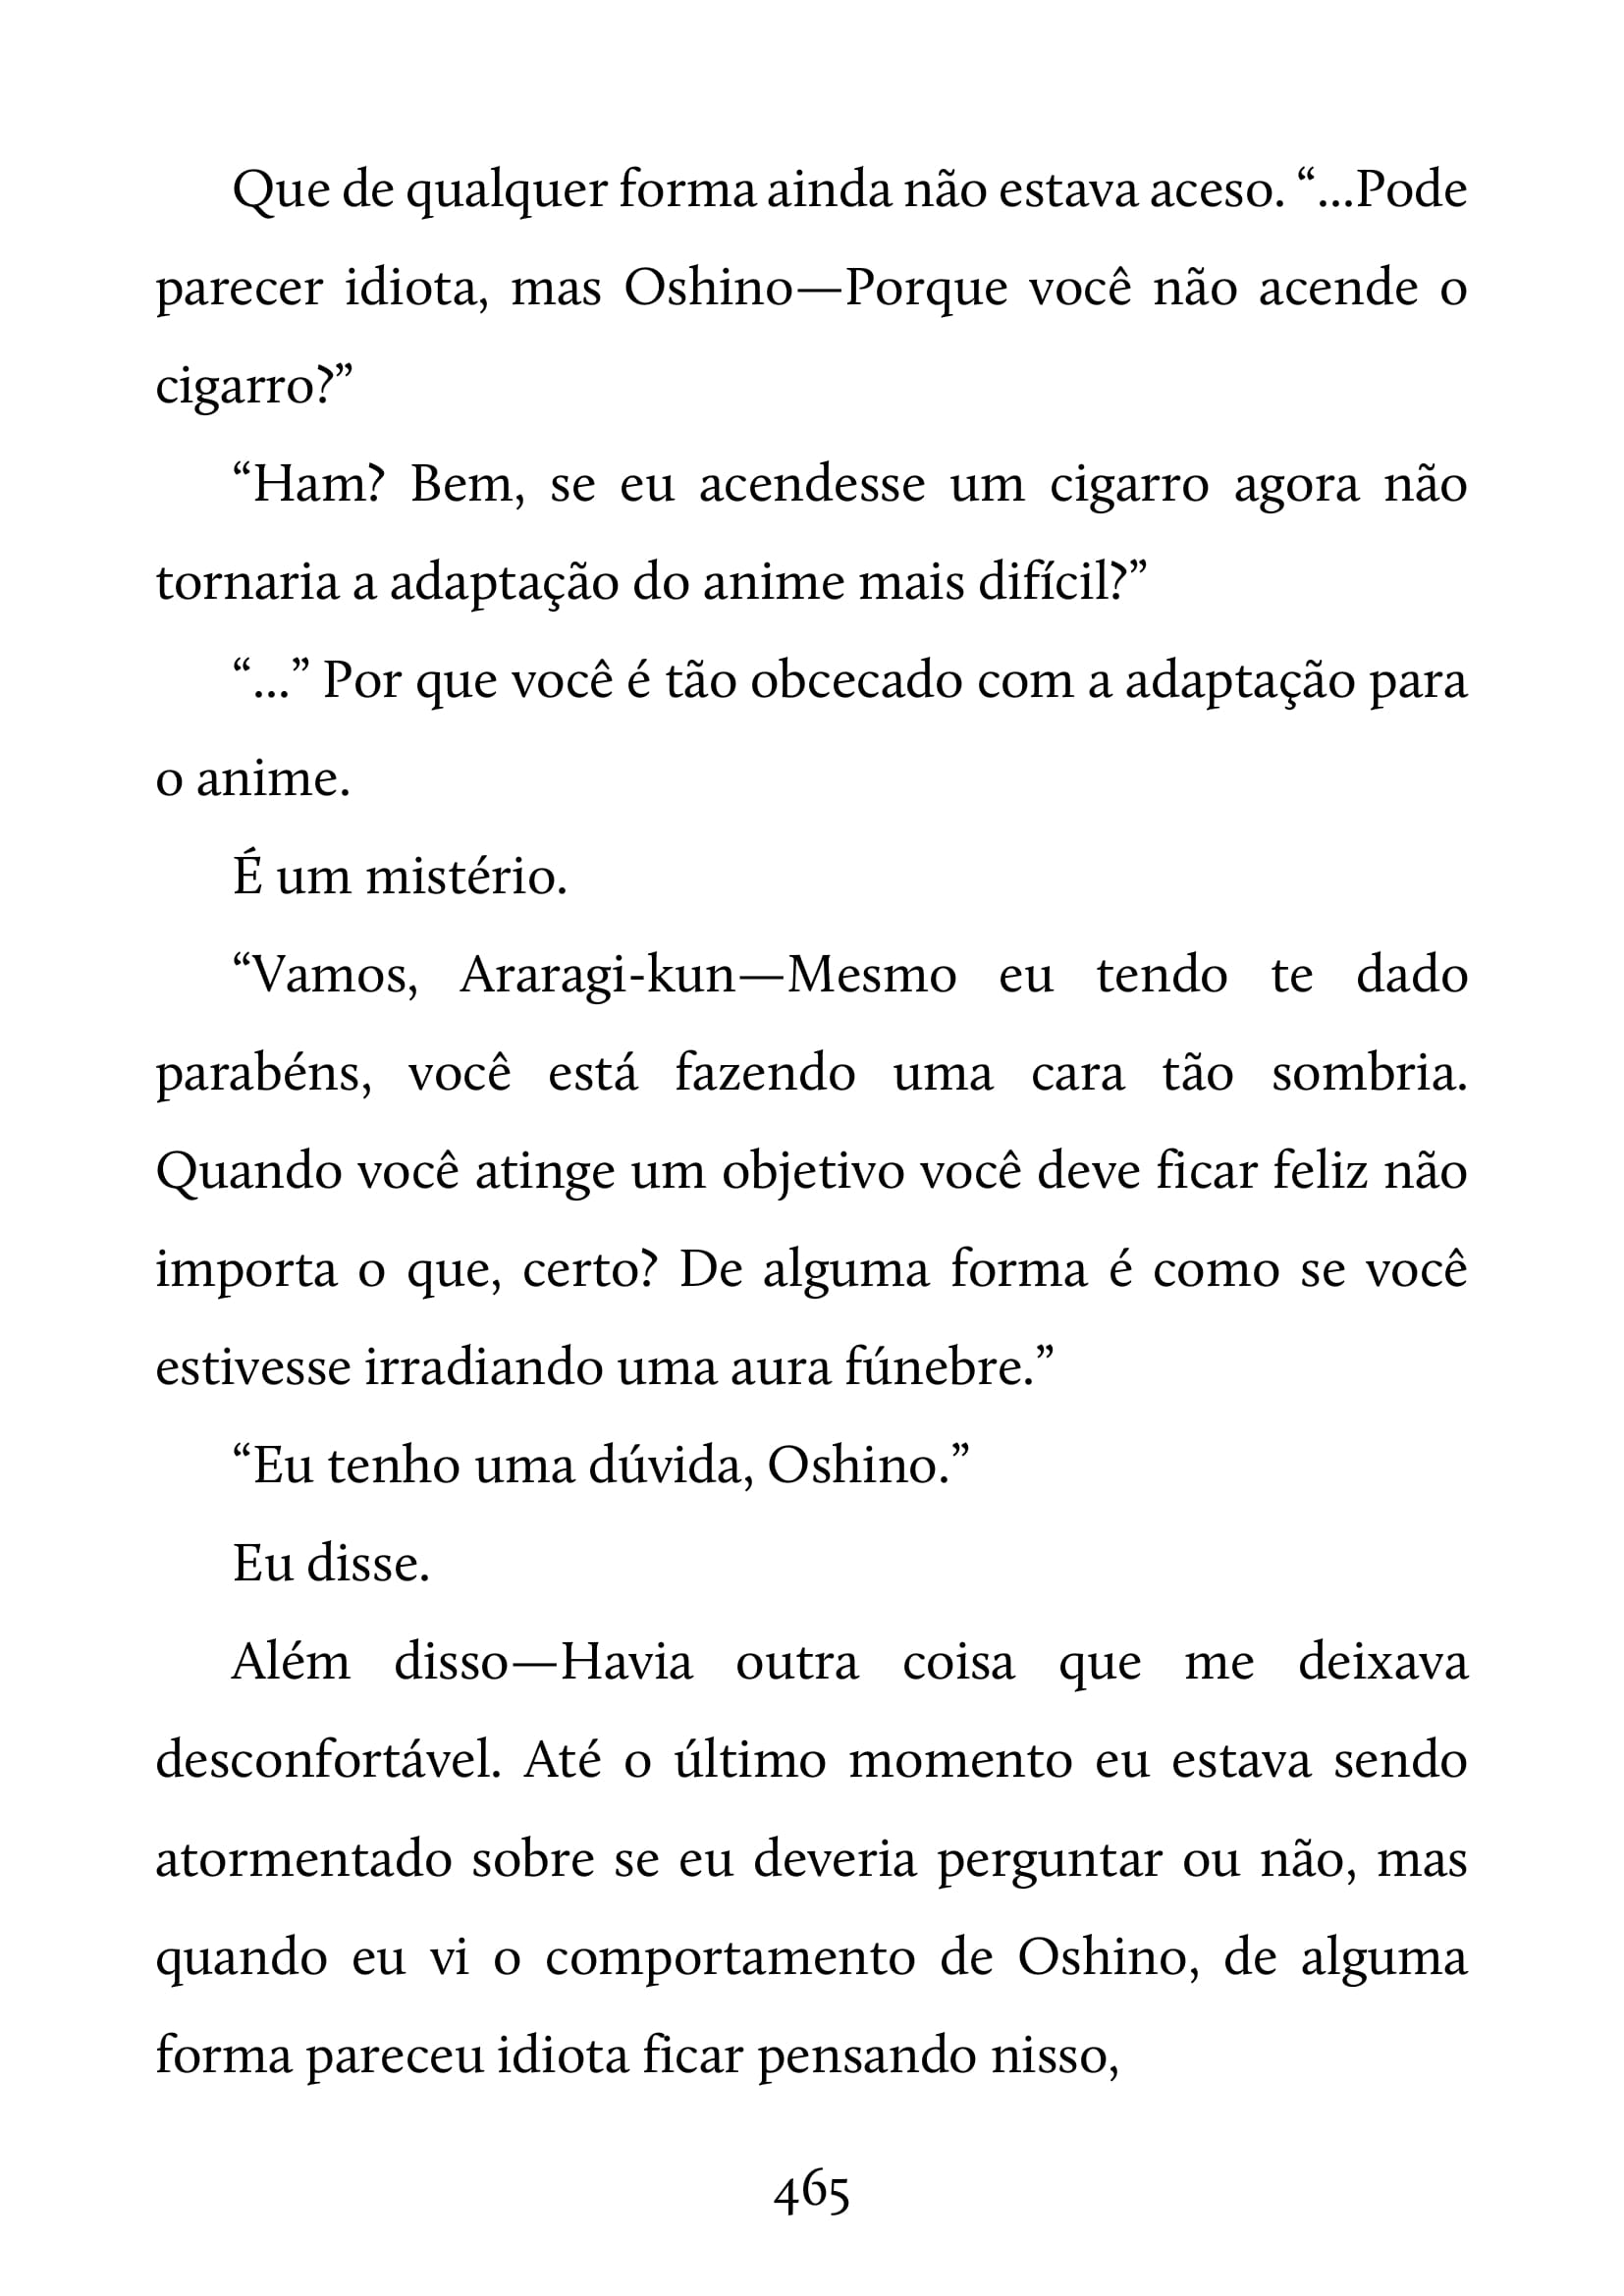 Que de qualquer forma ainda não estava aceso. “...Pode
parecer idiota, mas Oshino—Porque você não acende o
cigarro?”
“Ham? Bem, se eu acendesse um cigarro agora não
tornaria a adaptação do anime mais difícil?”
“...” Por que você é tão obcecado com a adaptação para
o anime.
É um mistério.
“Vamos, Araragi-kun—Mesmo eu tendo te dado
parabéns, você está fazendo uma cara tão sombria.
Quando você atinge um objetivo você deve ficar feliz não
importa o que, certo? De alguma forma é como se você
estivesse irradiando uma aura fúnebre.”
“Eu tenho uma dúvida, Oshino.”
Eu disse.
Além disso—Havia outra coisa que me deixava
desconfortável. Até o último momento eu estava sendo
atormentado sobre se eu deveria perguntar ou não, mas
quando eu vi o comportamento de Oshino, de alguma
forma pareceu idiota ficar pensando nisso,
465